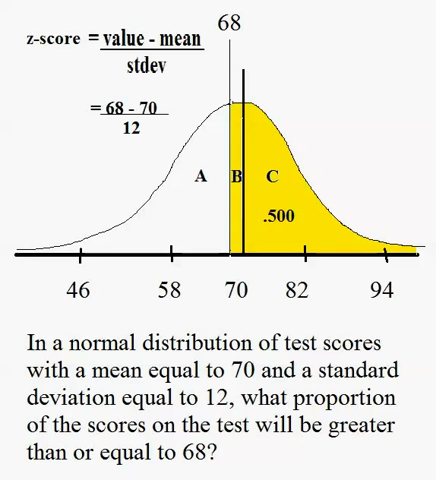 68
z-score = value - mean
stdev
= 68 - 70
12
A B C
.500
46 58 70 82 94
In a normal distribution of test scores
with a mean equal to 70 and a standard
deviation equal to 12, what proportion
of the scores on the test will be greater
than or equal to 68?